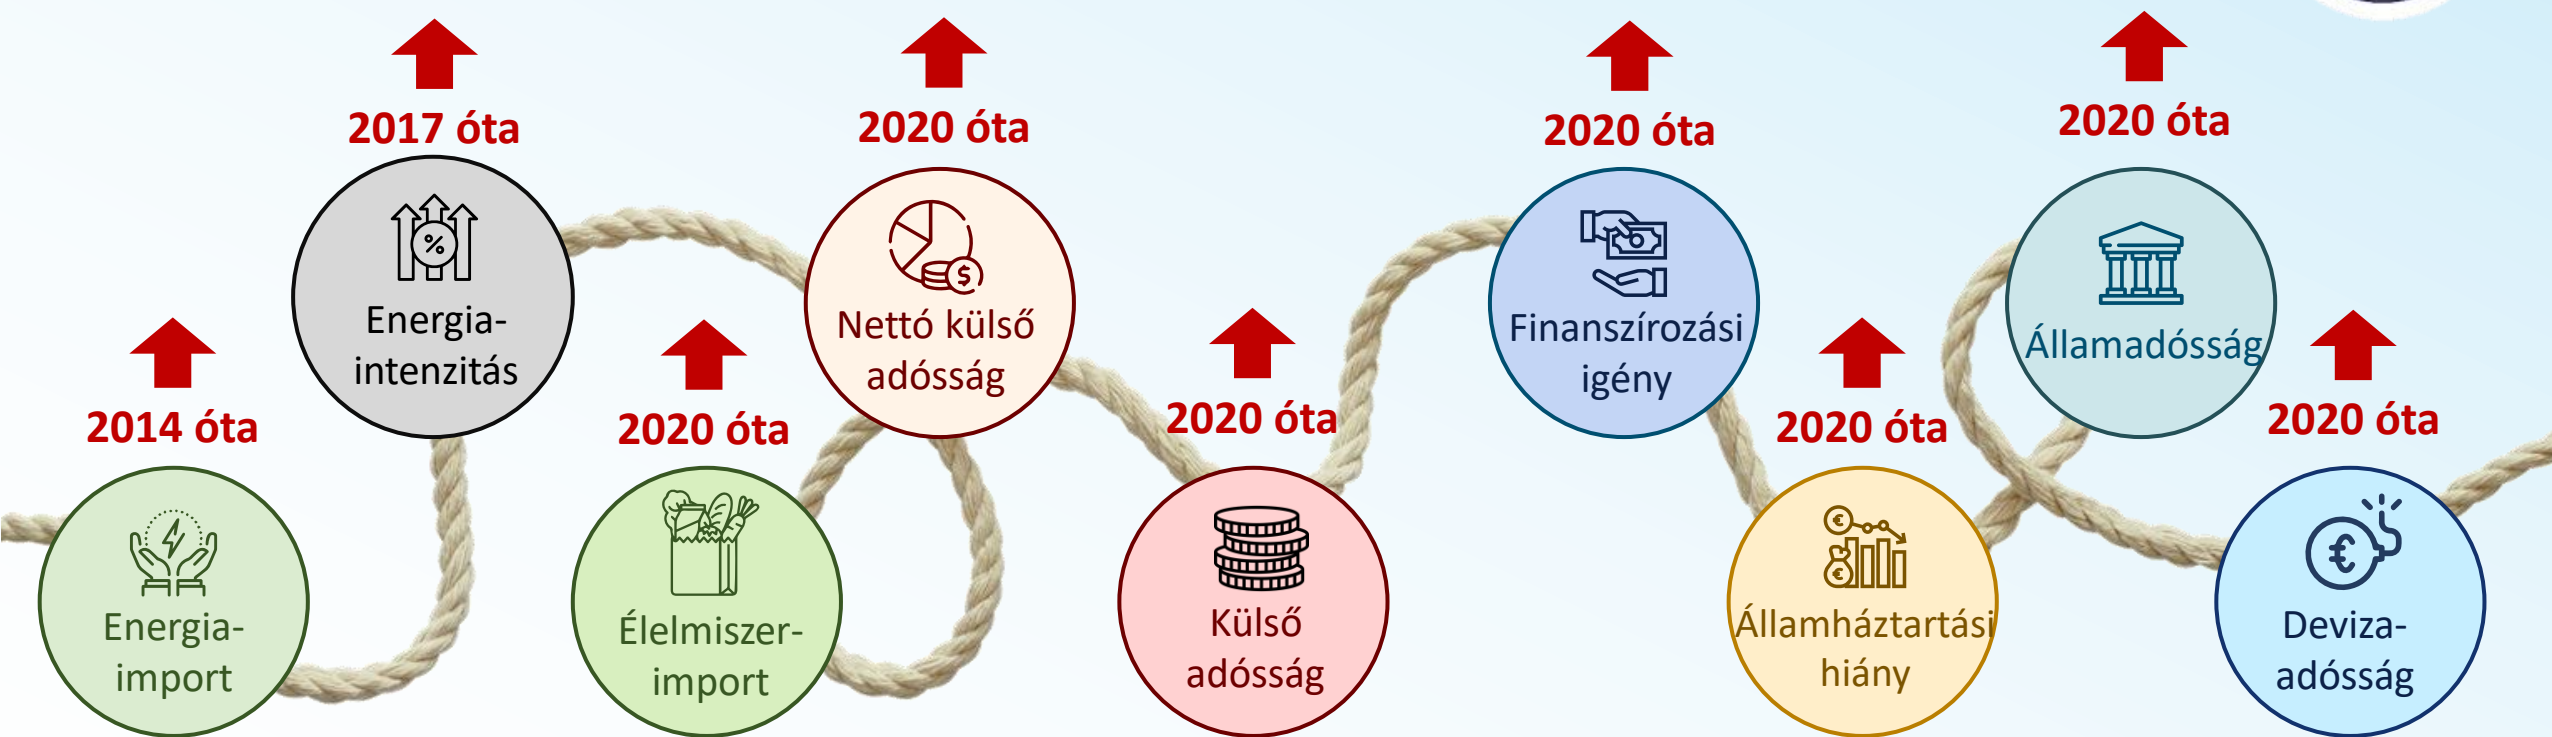 2014 óta
Energia-
import
2017 óta
Energia-
intenzitás
2020 óta
Élelmiszer-
import
2020 óta
Nettó külső
adósság
2020 óta
Külső
adósság
2020 óta
Finanszírozási
igény
2020 óta
Államháztartási
hiány
2020 óta
Államadósság
2020 óta
Deviza-
adósság